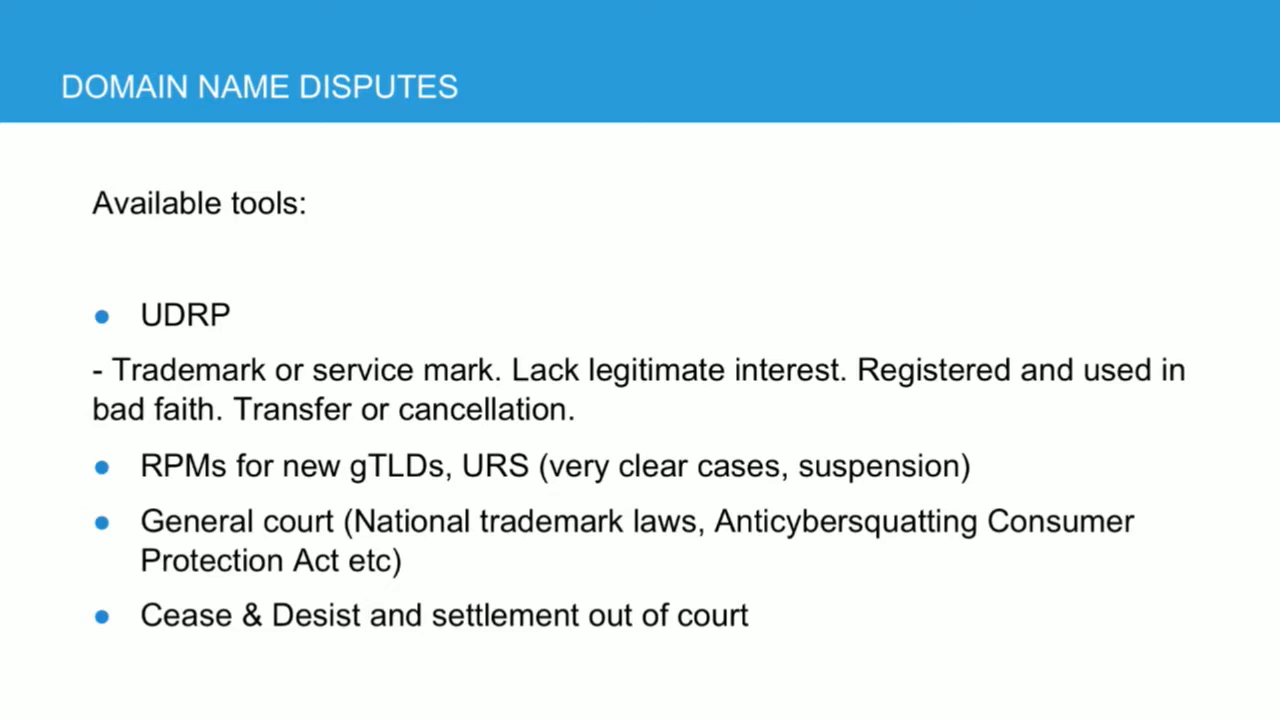 DOMAIN NAME DISPUTES
Available tools:
● UDRP
- Trademark or service mark. Lack legitimate interest. Registered and used in
bad faith. Transfer or cancellation.
● RPMs for new gTLDs, URS (very clear cases, suspension)
● General court (National trademark laws, Anticybersquatting Consumer
Protection Act etc)
● Cease & Desist and settlement out of court